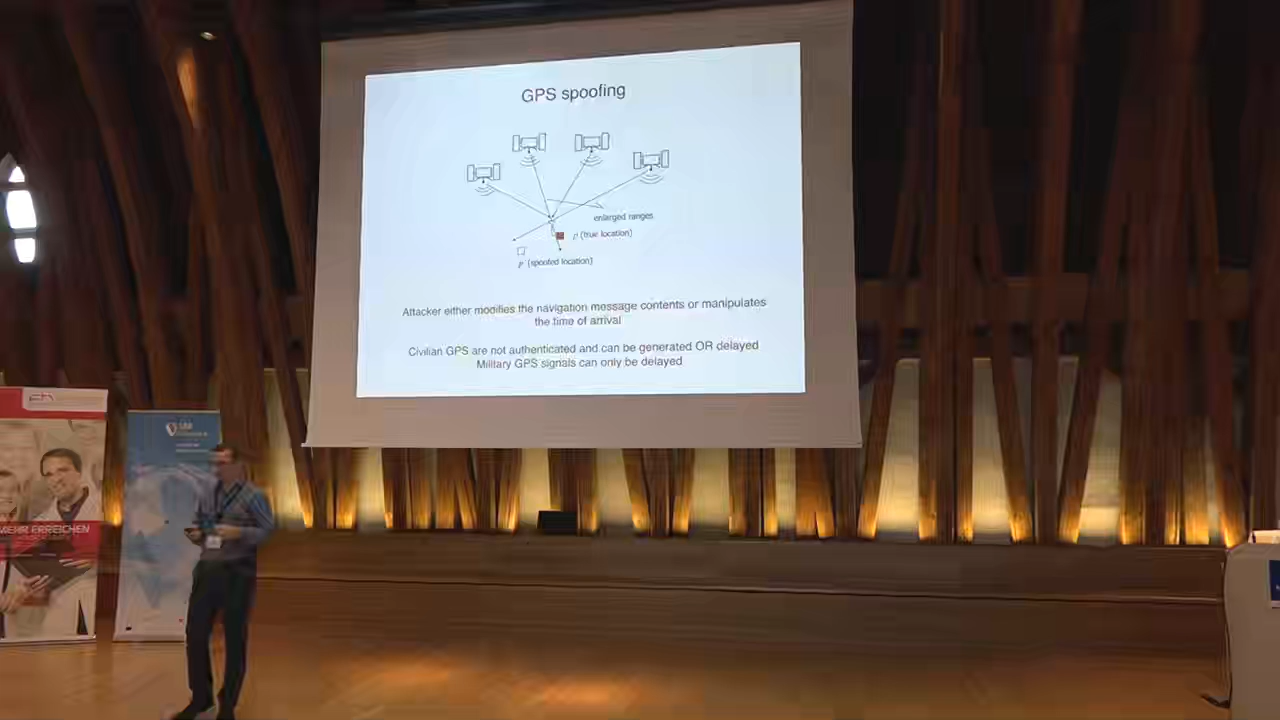 GPS spoofing
enlarged ranges
p (true location)
p' (spoofed location)
Attacker either modifies the navigation message contents or manipulates
the time of arrival
Civilian GPS are not authenticated and can be generated OR delayed
Military GPS signals can only be delayed
MEHR ERREICHEN